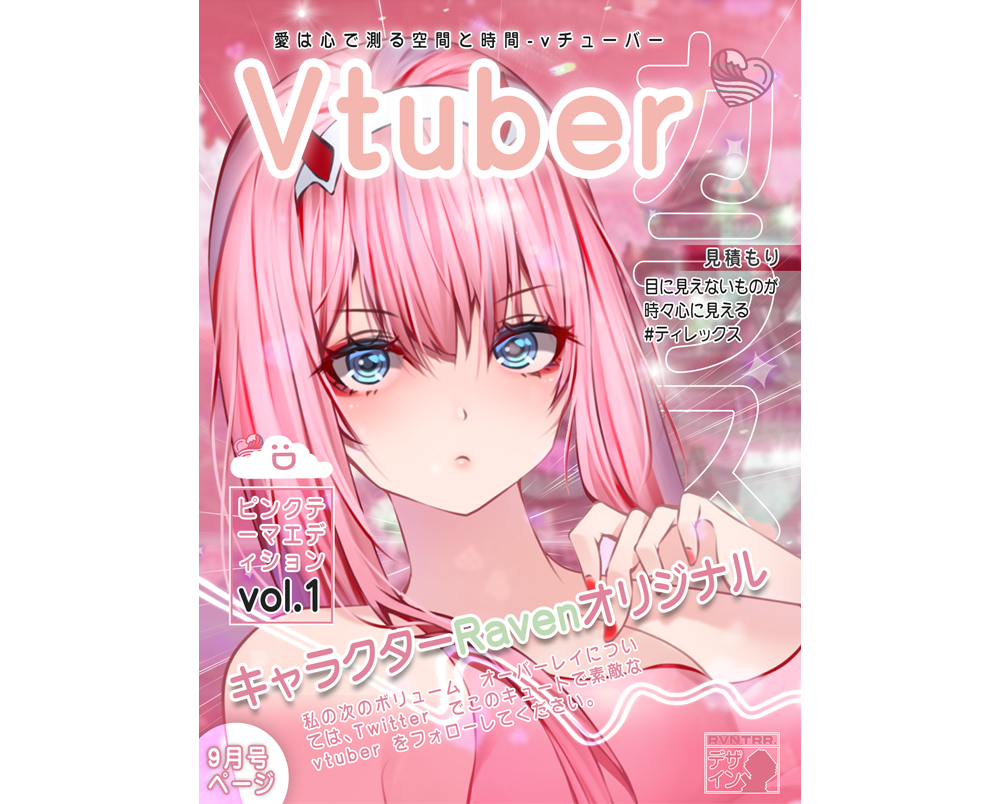 愛は心で測る空間と時間-vチューバー
Vtuber
カラス
見積もり
目に見えないものが
時々心に見える
#ティレックス
ピンクテ
ーマエデ
ィション
vol.1
キャラクターRavenオリジナル
私の次のボリューム オーバーレイについ
ては、Twitter でこのキュートで素敵な
vtuber をフォローしてください。
9月号
ページ
RVNTRR.
デザ
イン